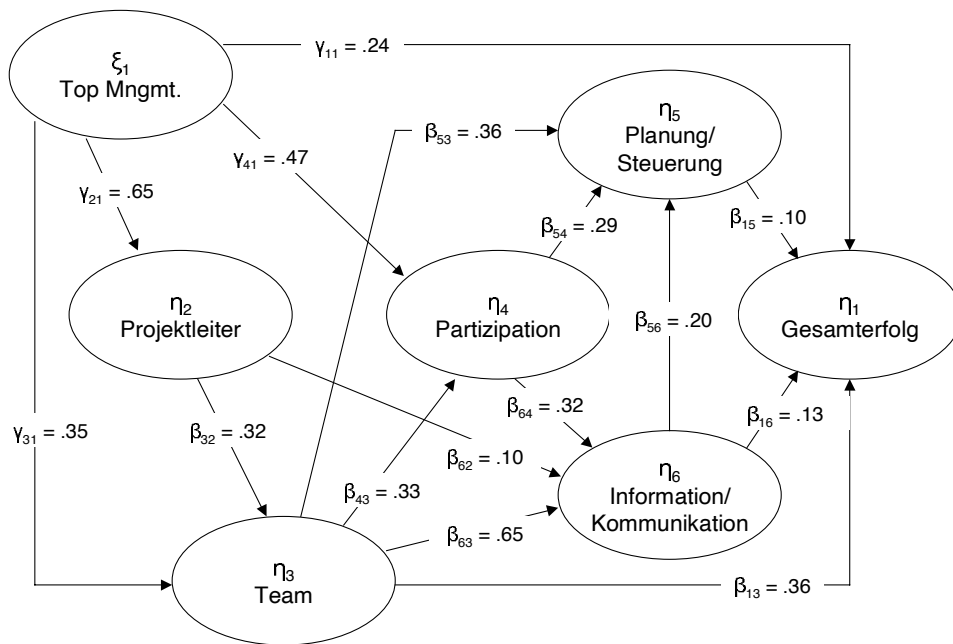 γ₁₁ = .24
ξ₁
Top Mngmt.
η₅
Planung/
Steuerung
β₅₃ = .36
γ₄₁ = .47
γ₂₁ = .65
β₁₅ = .10
β₅₄ = .29
η₂
Projektleiter
η₄
Partizipation
η₁
Gesamterfolg
β₅₆ = .20
β₆₄ = .32
β₁₆ = .13
γ₃₁ = .35
β₃₂ = .32
β₆₂ = .10
η₆
Information/
Kommunikation
β₄₃ = .33
β₆₃ = .65
η₃
Team
β₁₃ = .36